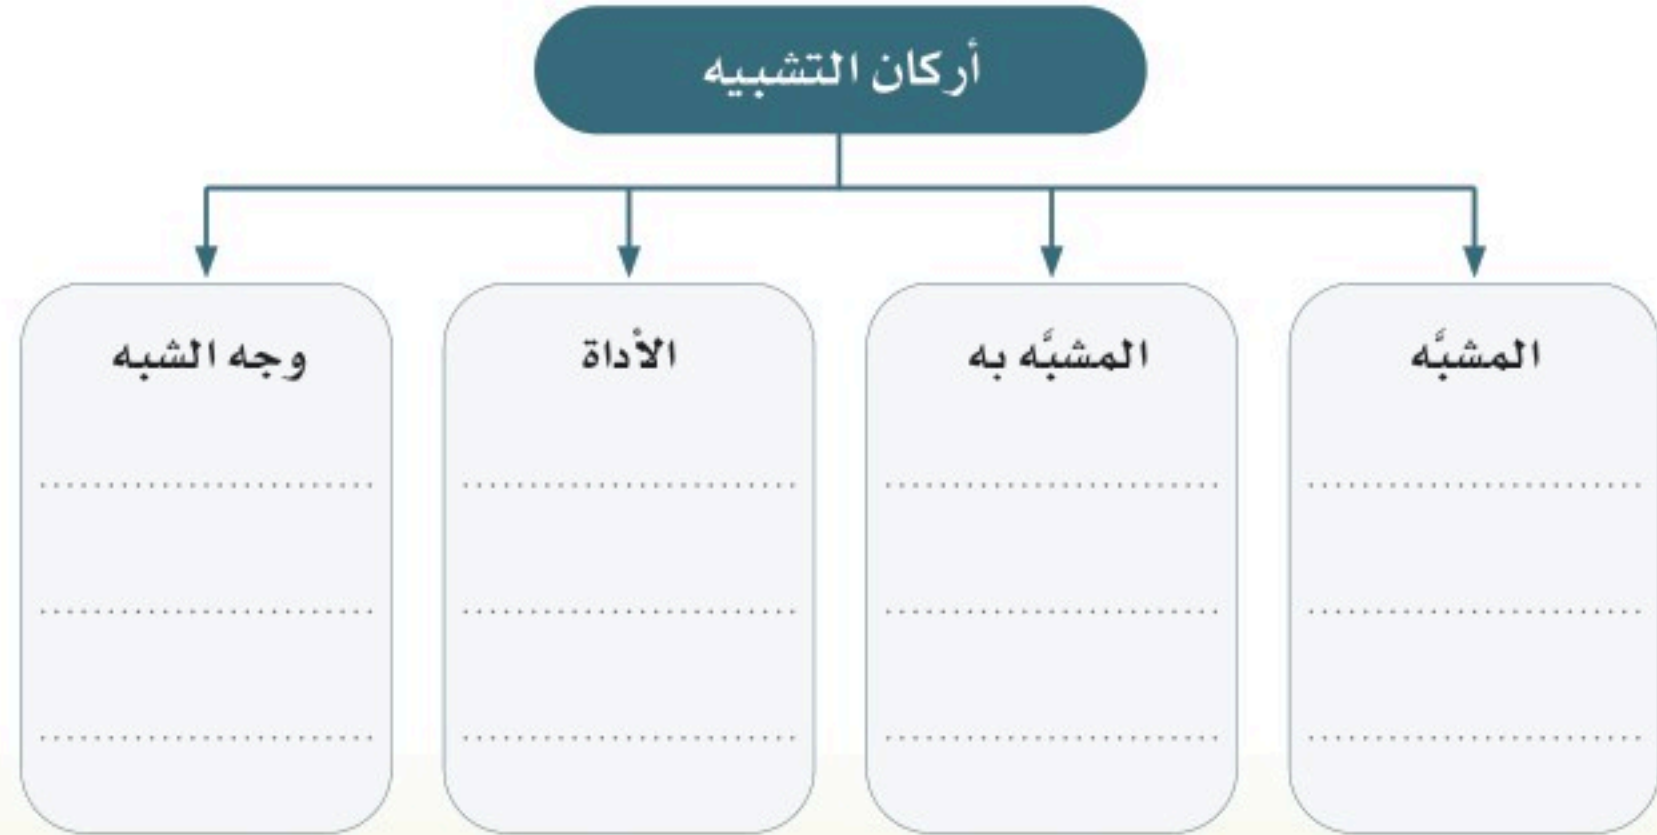 أركان التشبيه
المشبَّه
المشبَّه به
الأداة
وجه الشبه